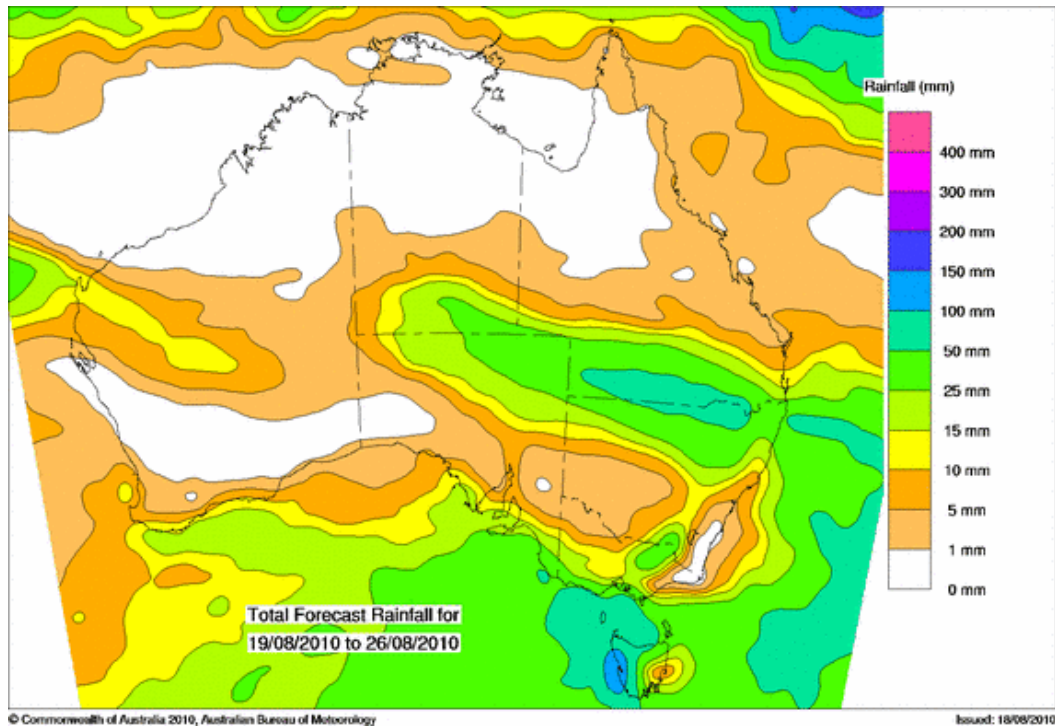 Rainfall (mm)
400 mm
300 mm
200 mm
150 mm
100 mm
50 mm
25 mm
15 mm
10 mm
5 mm
1 mm
0 mm
Total Forecast Rainfall for
19/08/2010 to 26/08/2010
© Commonwealth of Australia 2010, Australian Bureau of Meteorology
Issued: 18/08/2010